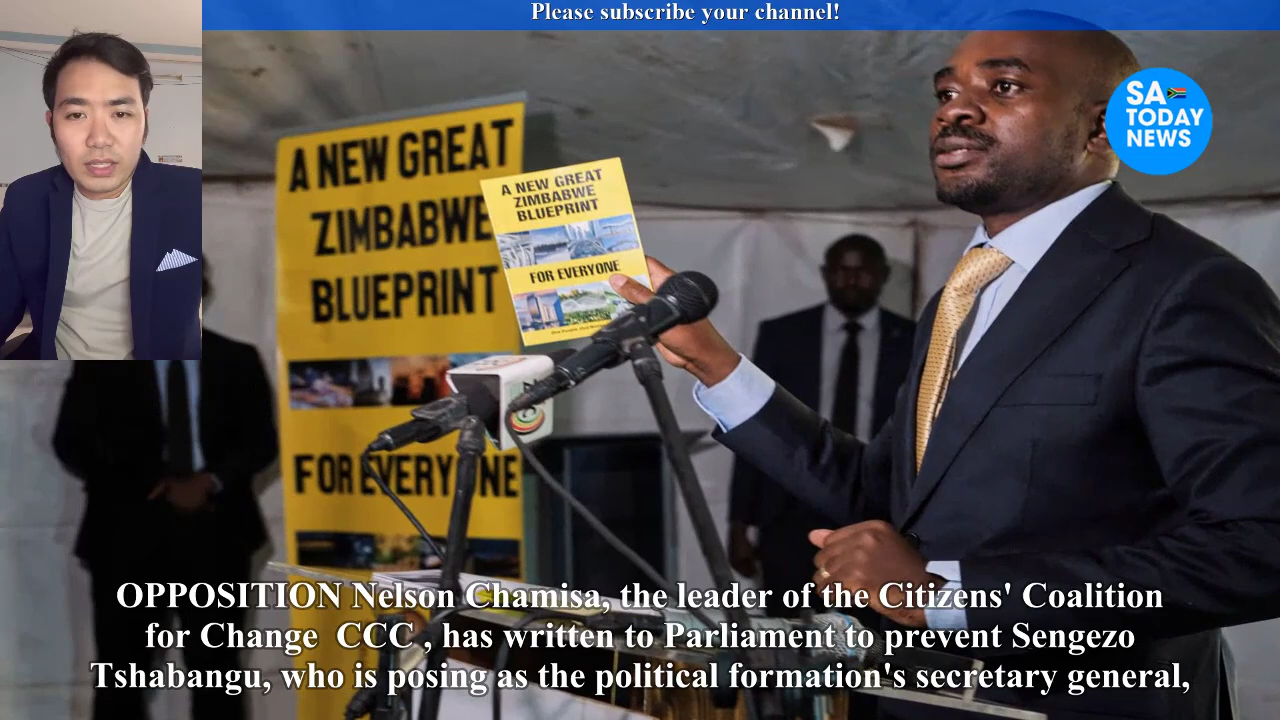 Please subscribe your channel!
SA
TODAY
NEWS
A NEW GREAT
ZIMBABWE
BLUEPRINT
FOR EVERYONE
A NEW GREAT
ZIMBABWE
BLUEPRINT
FOR EVERYONE
OPPOSITION Nelson Chamisa, the leader of the Citizens' Coalition
for Change CCC , has written to Parliament to prevent Sengezo
Tshabangu, who is posing as the political formation's secretary general,